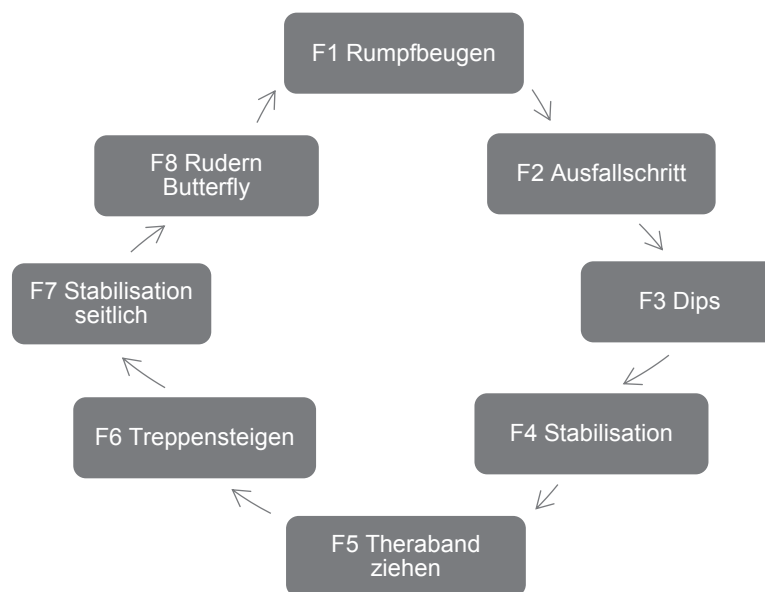 F1 Rumpfbeugen
F2 Ausfallschritt
F3 Dips
F4 Stabilisation
F5 Theraband
ziehen
F6 Treppensteigen
F7 Stabilisation
seitlich
F8 Rudern
Butterfly